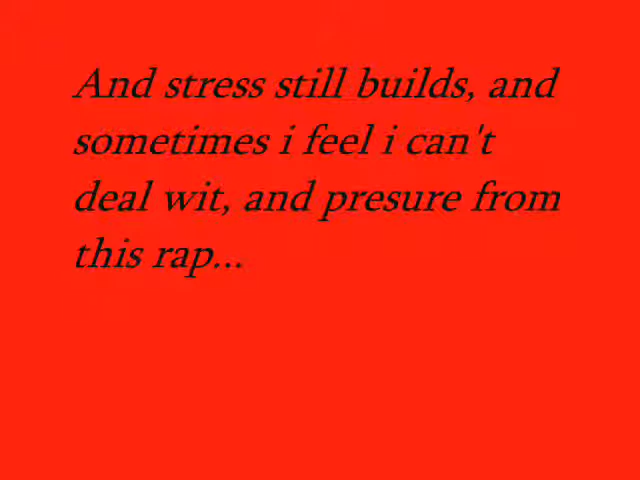 And stress still builds, and
sometimes i feel i can't
deal wit, and presure from
this rap...